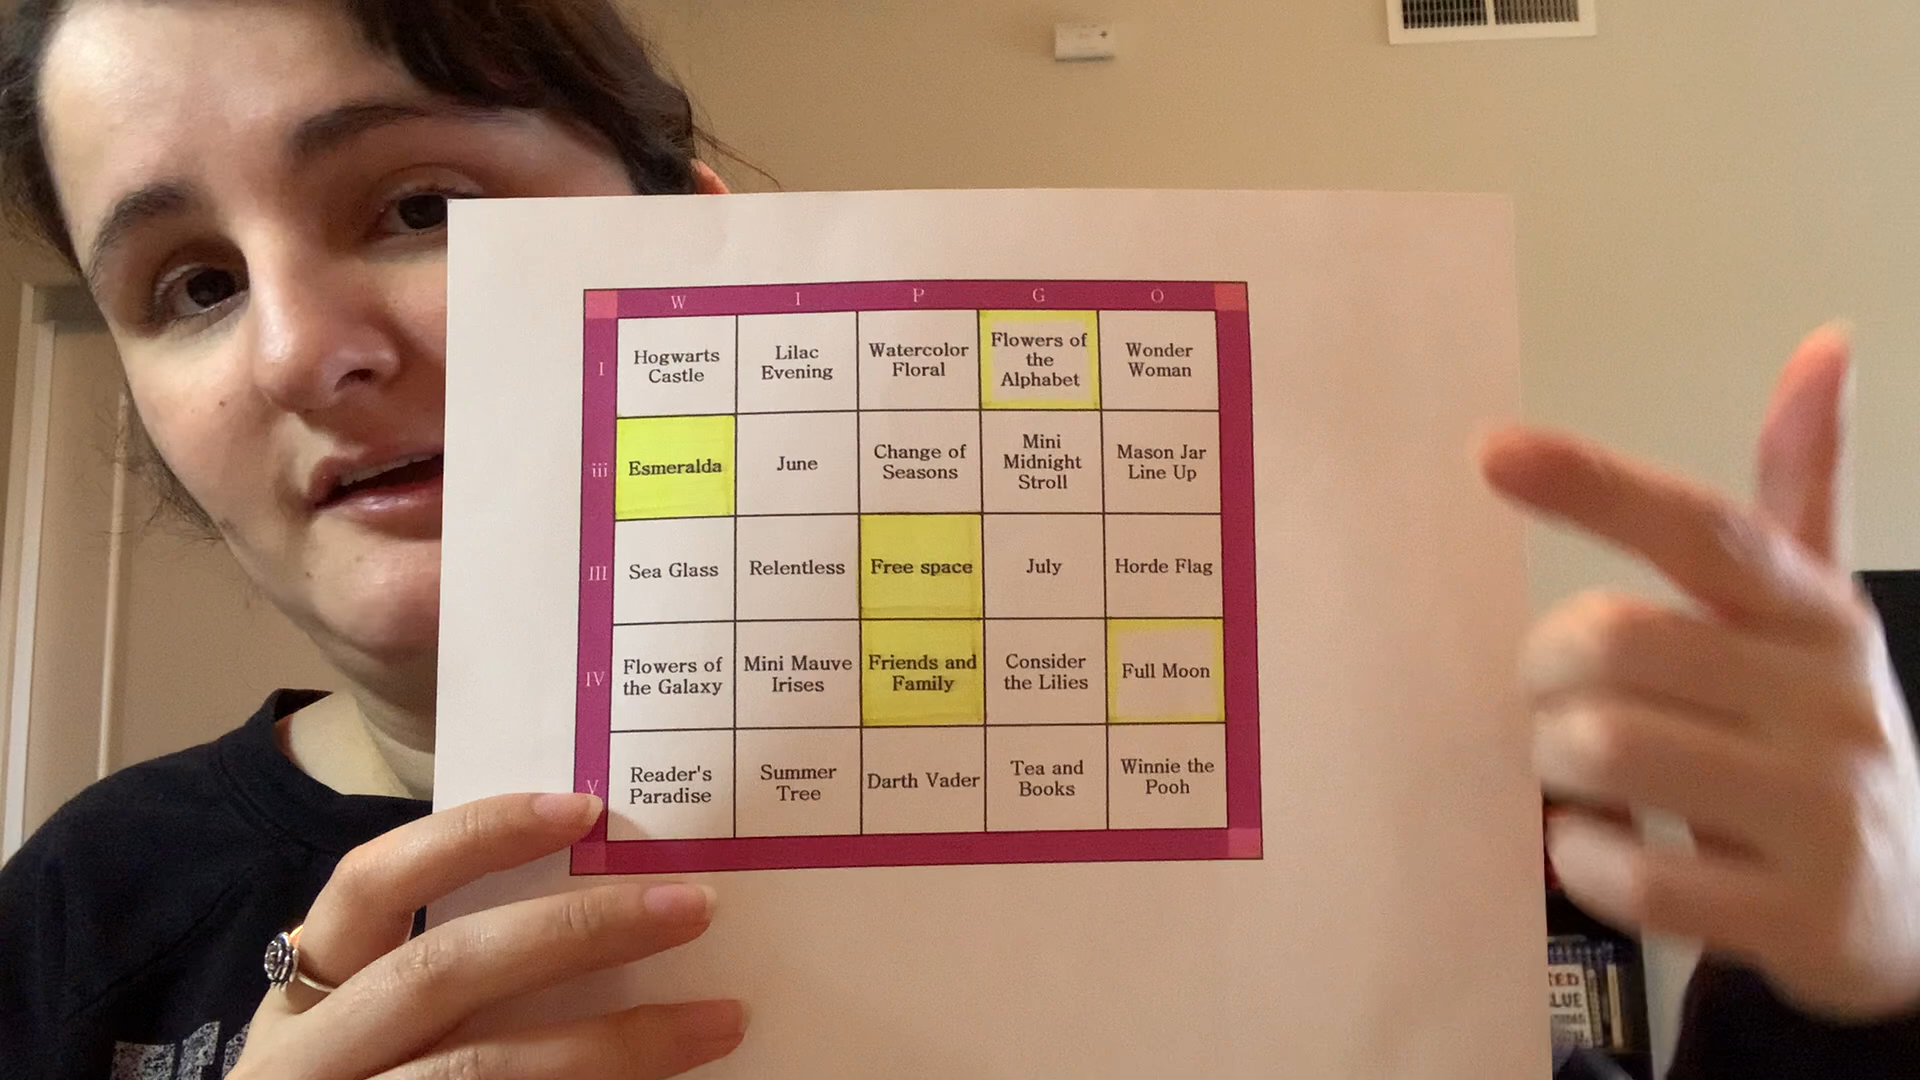 W I P G O
I
Hogwarts
Castle
Lilac
Evening
Watercolor
Floral
Flowers of
the
Alphabet
Wonder
Woman
iii
Esmeralda
June
Change of
Seasons
Mini
Midnight
Stroll
Mason Jar
Line Up
III
Sea Glass
Relentless
Free space
July
Horde Flag
IV
Flowers of
the Galaxy
Mini Mauve
Irises
Friends and
Family
Consider
the Lilies
Full Moon
V
Reader's
Paradise
Summer
Tree
Darth Vader
Tea and
Books
Winnie the
Pooh